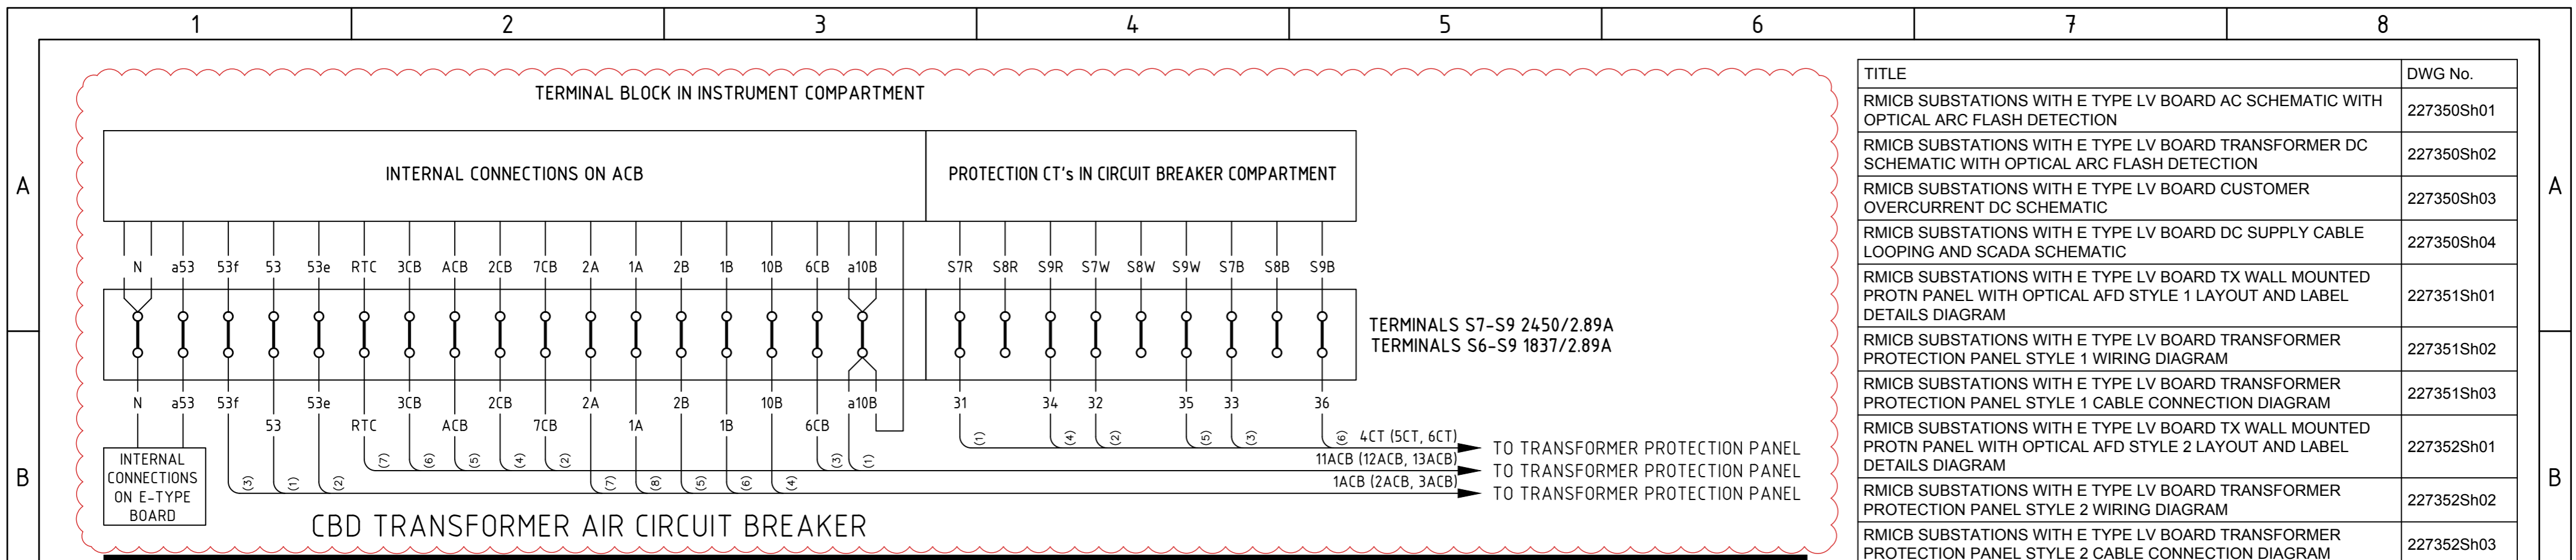 1 2 3 4 5 6 7 8
A
B
A
B
TERMINAL BLOCK IN INSTRUMENT COMPARTMENT
INTERNAL CONNECTIONS ON ACB
PROTECTION CT's IN CIRCUIT BREAKER COMPARTMENT
N a53 53f 53 53e RTC 3CB ACB 2CB 7CB 2A 1A 2B 1B 10B 6CB a10B S7R S8R S9R S7W S8W S9W S7B S8B S9B
TERMINALS S7-S9 2450/2.89A
TERMINALS S6-S9 1837/2.89A
N a53 53f 53e 3CB 2CB 2A 2B 10B a10B 31 34 32 35 33 36
53 RTC ACB 7CB 1A 1B 6CB
(1) (4) (2) (5) (3) (6) 4CT (5CT, 6CT) TO TRANSFORMER PROTECTION PANEL
(7) (6) (5) (4) (2) (3) (1) 11ACB (12ACB, 13ACB) TO TRANSFORMER PROTECTION PANEL
(3) (1) (2) (7) (8) (5) (6) (4) 1ACB (2ACB, 3ACB) TO TRANSFORMER PROTECTION PANEL
INTERNAL
CONNECTIONS
ON E-TYPE
BOARD
CBD TRANSFORMER AIR CIRCUIT BREAKER
TITLE DWG No.
RMICB SUBSTATIONS WITH E TYPE LV BOARD AC SCHEMATIC WITH
OPTICAL ARC FLASH DETECTION
227350Sh01
RMICB SUBSTATIONS WITH E TYPE LV BOARD TRANSFORMER DC
SCHEMATIC WITH OPTICAL ARC FLASH DETECTION
227350Sh02
RMICB SUBSTATIONS WITH E TYPE LV BOARD CUSTOMER
OVERCURRENT DC SCHEMATIC
227350Sh03
RMICB SUBSTATIONS WITH E TYPE LV BOARD DC SUPPLY CABLE
LOOPING AND SCADA SCHEMATIC
227350Sh04
RMICB SUBSTATIONS WITH E TYPE LV BOARD TX WALL MOUNTED
PROTN PANEL WITH OPTICAL AFD STYLE 1 LAYOUT AND LABEL
DETAILS DIAGRAM
227351Sh01
RMICB SUBSTATIONS WITH E TYPE LV BOARD TRANSFORMER
PROTECTION PANEL STYLE 1 WIRING DIAGRAM
227351Sh02
RMICB SUBSTATIONS WITH E TYPE LV BOARD TRANSFORMER
PROTECTION PANEL STYLE 1 CABLE CONNECTION DIAGRAM
227351Sh03
RMICB SUBSTATIONS WITH E TYPE LV BOARD TX WALL MOUNTED
PROTN PANEL WITH OPTICAL AFD STYLE 2 LAYOUT AND LABEL
DETAILS DIAGRAM
227352Sh01
RMICB SUBSTATIONS WITH E TYPE LV BOARD TRANSFORMER
PROTECTION PANEL STYLE 2 WIRING DIAGRAM
227352Sh02
RMICB SUBSTATIONS WITH E TYPE LV BOARD TRANSFORMER
PROTECTION PANEL STYLE 2 CABLE CONNECTION DIAGRAM
227352Sh03